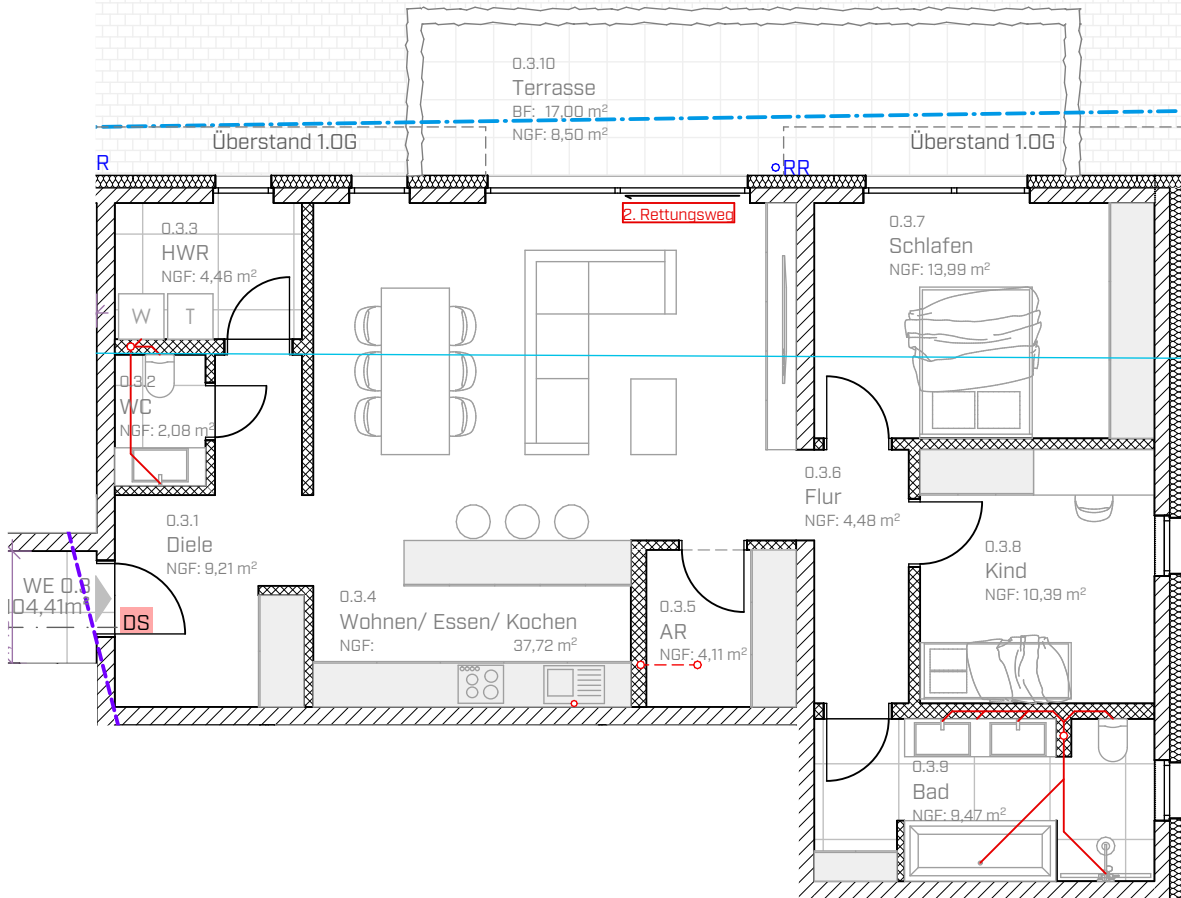 0.3.10
Terrasse
BF: 17,00 m²
NGF: 8,50 m²
Überstand 1.OG
Überstand 1.OG
R
RR
2. Rettungsweg
0.3.3
HWR
NGF: 4,46 m²
W
T
0.3.7
Schlafen
NGF: 13,99 m²
0.3.2
WC
NGF: 2,08 m²
0.3.6
Flur
NGF: 4,48 m²
0.3.1
Diele
NGF: 9,21 m²
0.3.8
Kind
NGF: 10,39 m²
WE 0.3
104,41m²
DS
0.3.4
Wohnen/ Essen/ Kochen
NGF: 37,72 m²
0.3.5
AR
NGF: 4,11 m²
0.3.9
Bad
NGF: 9,47 m²